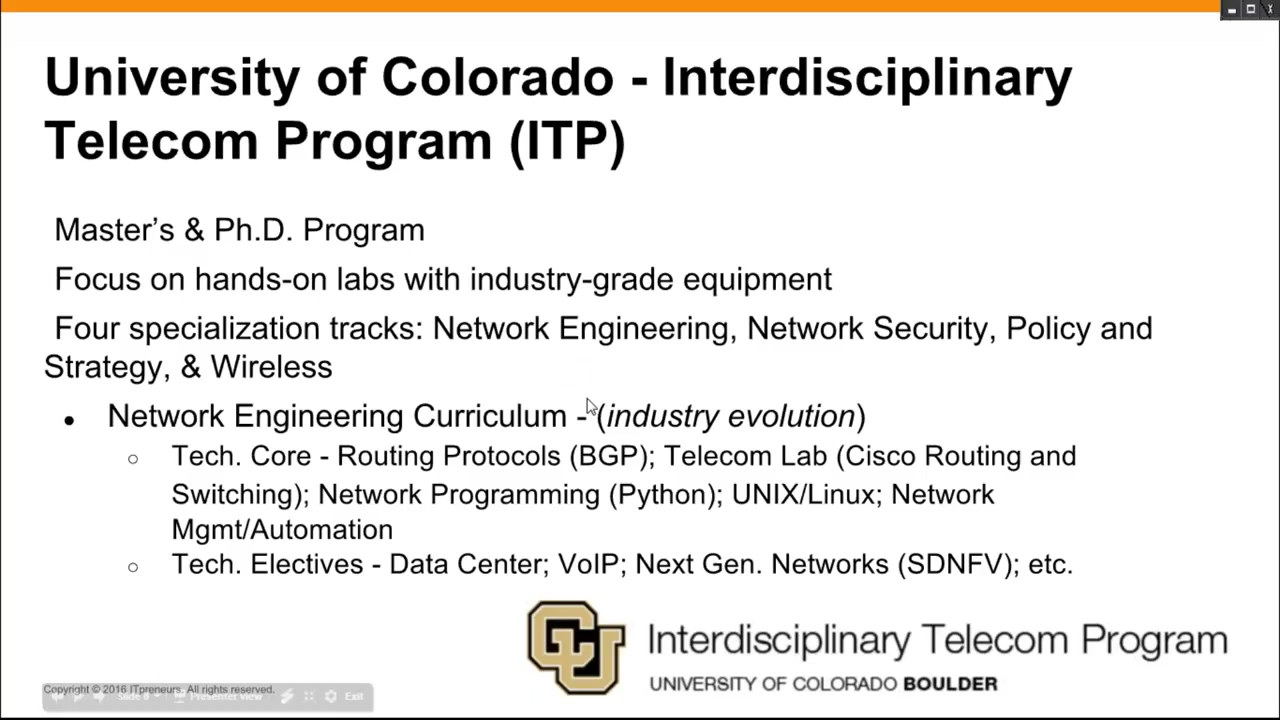 University of Colorado - Interdisciplinary
Telecom Program (ITP)
Master’s & Ph.D. Program
Focus on hands-on labs with industry-grade equipment
Four specialization tracks: Network Engineering, Network Security, Policy and
Strategy, & Wireless
● Network Engineering Curriculum - (industry evolution)
○ Tech. Core - Routing Protocols (BGP); Telecom Lab (Cisco Routing and
Switching); Network Programming (Python); UNIX/Linux; Network
Mgmt/Automation
○ Tech. Electives - Data Center; VoIP; Next Gen. Networks (SDNFV); etc.
CU
Interdisciplinary Telecom Program
UNIVERSITY OF COLORADO BOULDER
Copyright © 2016 ITpreneurs. All rights reserved.
Presenter View Exit